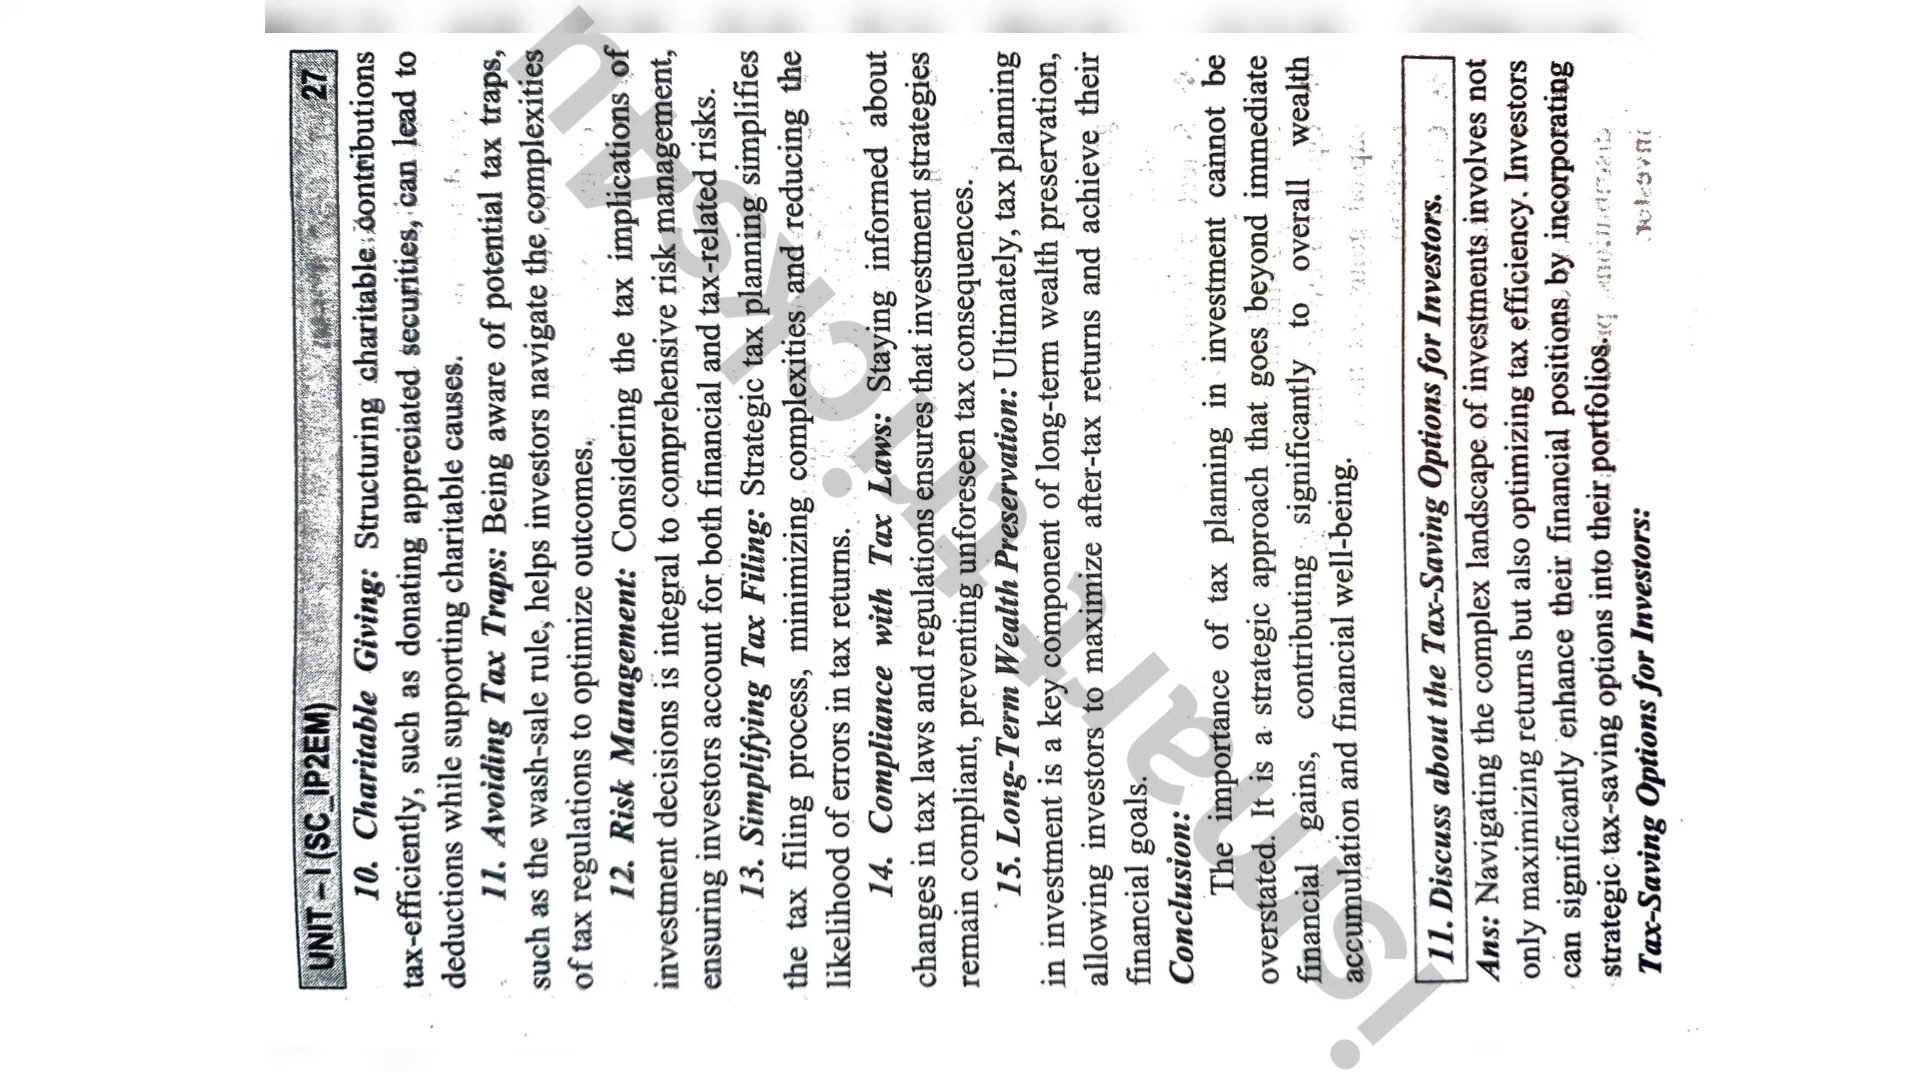 UNIT – I (SC_IP2EM) 27
10. Charitable Giving: Structuring charitable contributions
tax-efficiently, such as donating appreciated securities, can lead to
deductions while supporting charitable causes.
11. Avoiding Tax Traps: Being aware of potential tax traps,
such as the wash-sale rule, helps investors navigate the complexities
of tax regulations to optimize outcomes.
12. Risk Management: Considering the tax implications of
investment decisions is integral to comprehensive risk management,
ensuring investors account for both financial and tax-related risks.
13. Simplifying Tax Filing: Strategic tax planning simplifies
the tax filing process, minimizing complexities and reducing the
likelihood of errors in tax returns.
14. Compliance with Tax Laws: Staying informed about
changes in tax laws and regulations ensures that investment strategies
remain compliant, preventing unforeseen tax consequences.
15. Long-Term Wealth Preservation: Ultimately, tax planning
in investment is a key component of long-term wealth preservation,
allowing investors to maximize after-tax returns and achieve their
financial goals.
Conclusion:
The importance of tax planning in investment cannot be
overstated. It is a strategic approach that goes beyond immediate
financial gains, contributing significantly to overall wealth
accumulation and financial well-being.
11. Discuss about the Tax-Saving Options for Investors.
Ans: Navigating the complex landscape of investments involves not
only maximizing returns but also optimizing tax efficiency. Investors
can significantly enhance their financial positions by incorporating
strategic tax-saving options into their portfolios.
Tax-Saving Options for Investors: